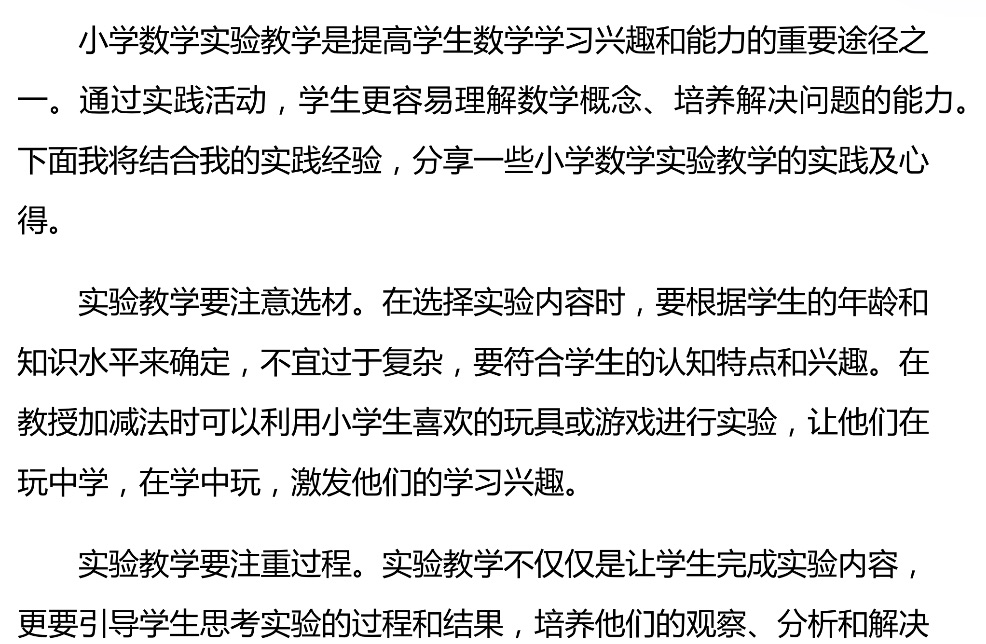 小学数学实验教学是提高学生数学学习兴趣和能力的重要途径之
一。通过实践活动，学生更容易理解数学概念、培养解决问题的能力。
下面我将结合我的实践经验，分享一些小学数学实验教学的实践及心
得。
实验教学要注意选材。在选择实验内容时，要根据学生的年龄和
知识水平来确定，不宜过于复杂，要符合学生的认知特点和兴趣。在
教授加减法时可以利用小学生喜欢的玩具或游戏进行实验，让他们在
玩中学，在学中玩，激发他们的学习兴趣。
实验教学要注重过程。实验教学不仅仅是让学生完成实验内容，
更要引导学生思考实验的过程和结果，培养他们的观察、分析和解决